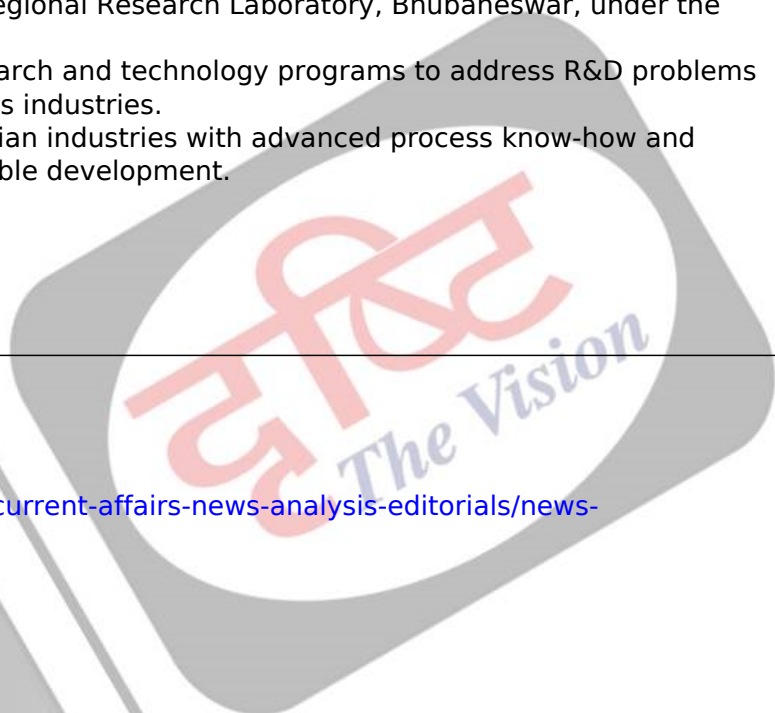 egional Research Laboratory, Bhubaneswar, under the
arch and technology programs to address R&D problems
s industries.
ian industries with advanced process know-how and
ble development.
दृष्टि
The Vision
current-affairs-news-analysis-editorials/news-